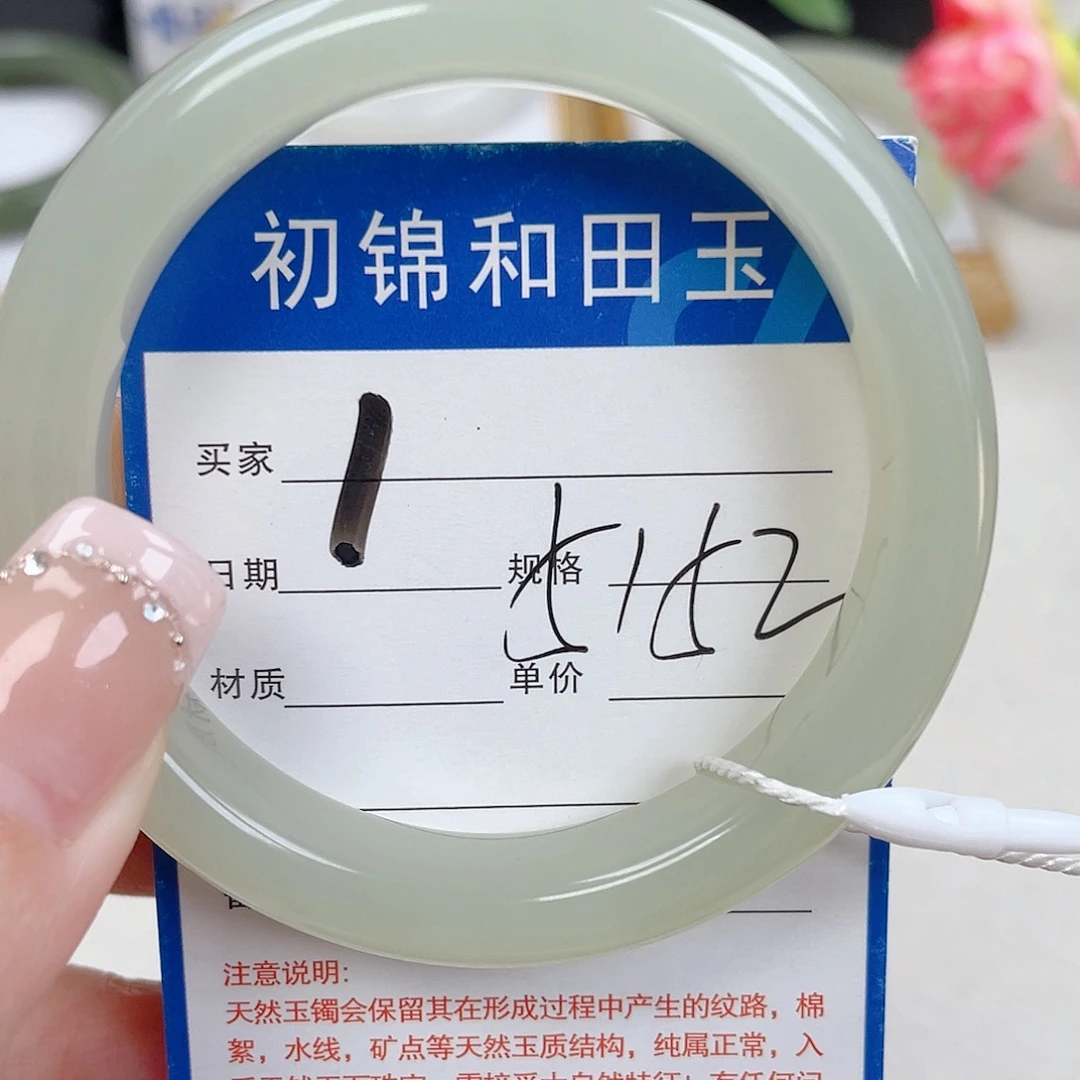 初锦和田玉
买家
1
日期 规格 5152
材质 单价
注意说明:
天然玉镯会保留其在形成过程中产生的纹路，棉
絮，水线，矿点等天然玉质结构，纯属正常，入